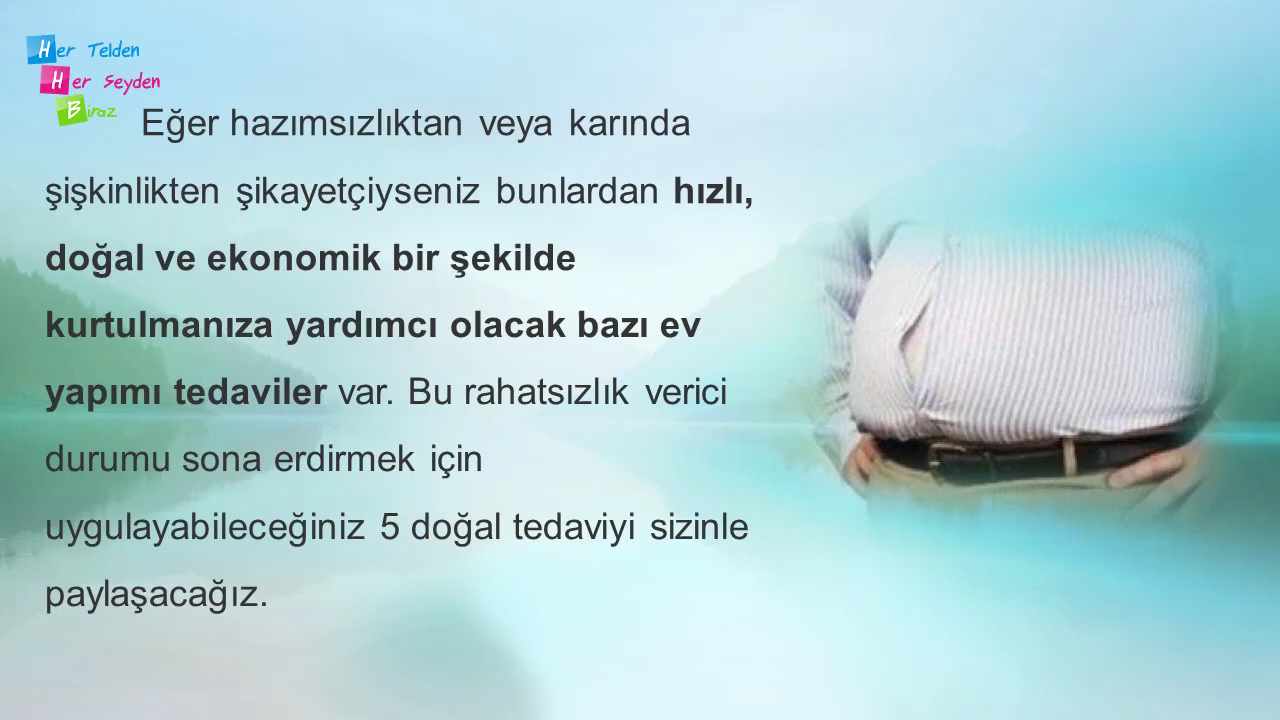 Her Telden
Her Seyden
Biraz
Eğer hazımsızlıktan veya karında
şişkinlikten şikayetçiyseniz bunlardan hızlı,
doğal ve ekonomik bir şekilde
kurtulmanıza yardımcı olacak bazı ev
yapımı tedaviler var. Bu rahatsızlık verici
durumu sona erdirmek için
uygulayabileceğiniz 5 doğal tedaviyi sizinle
paylaşacağız.